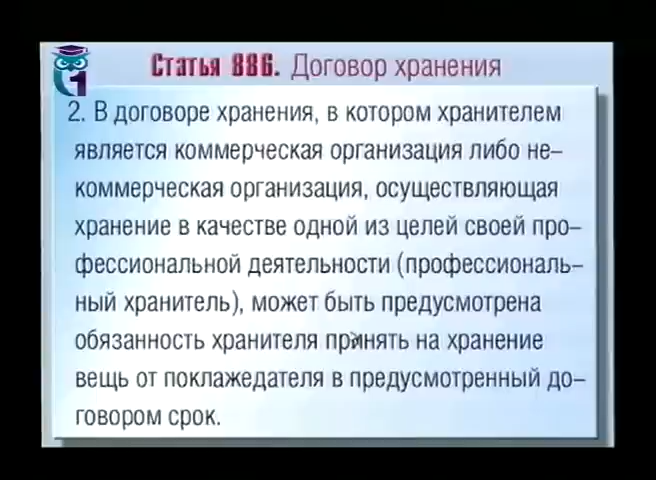 1
Статья 886. Договор хранения
2. В договоре хранения, в котором хранителем
является коммерческая организация либо не-
коммерческая организация, осуществляющая
хранение в качестве одной из целей своей про-
фессиональной деятельности (профессиональ-
ный хранитель), может быть предусмотрена
обязанность хранителя принять на хранение
вещь от поклажедателя в предусмотренный до-
говором срок.